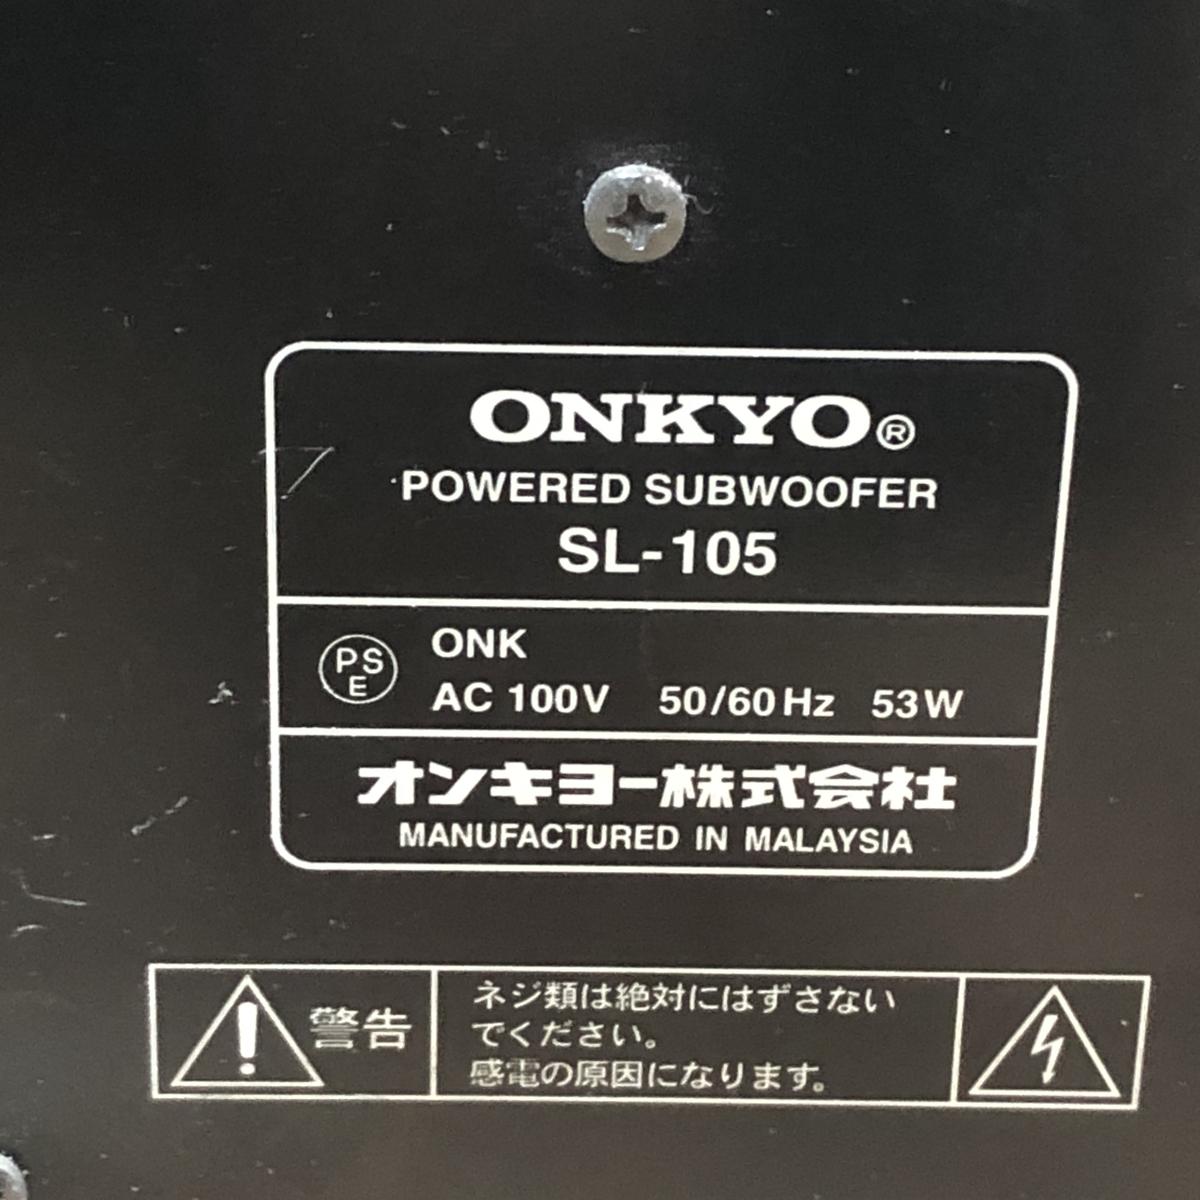 ONKYO®
POWERED SUBWOOFER
SL-105
PSE
ONK
AC 100V 50/60Hz 53W
オンキヨー株式会社
MANUFACTURED IN MALAYSIA
警告
ネジ類は絶対にはずさない
でください。
感電の原因になります。